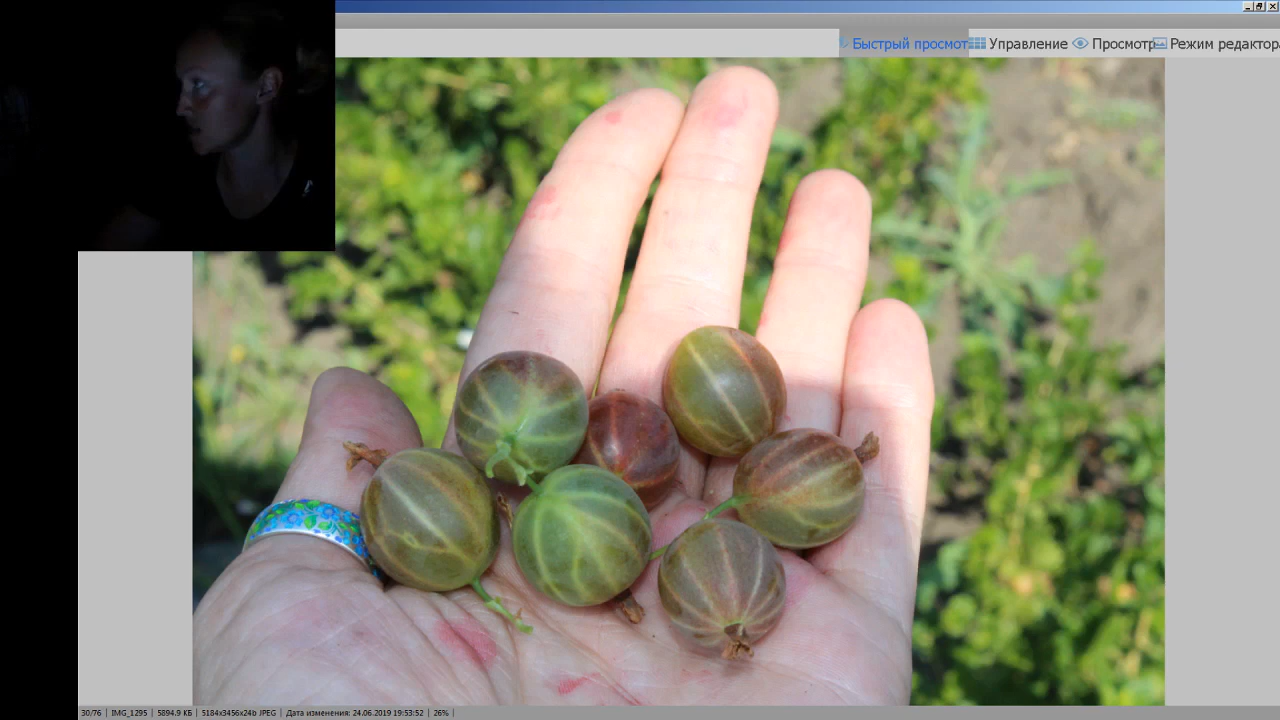 Быстрый просмот Управление Просмотр Режим редактор
30/76 | IMG_1295 | 5894.9 КБ | 5184x3456x24b JPEG | Дата изменения: 24.06.2019 19:53:52 | 26% |